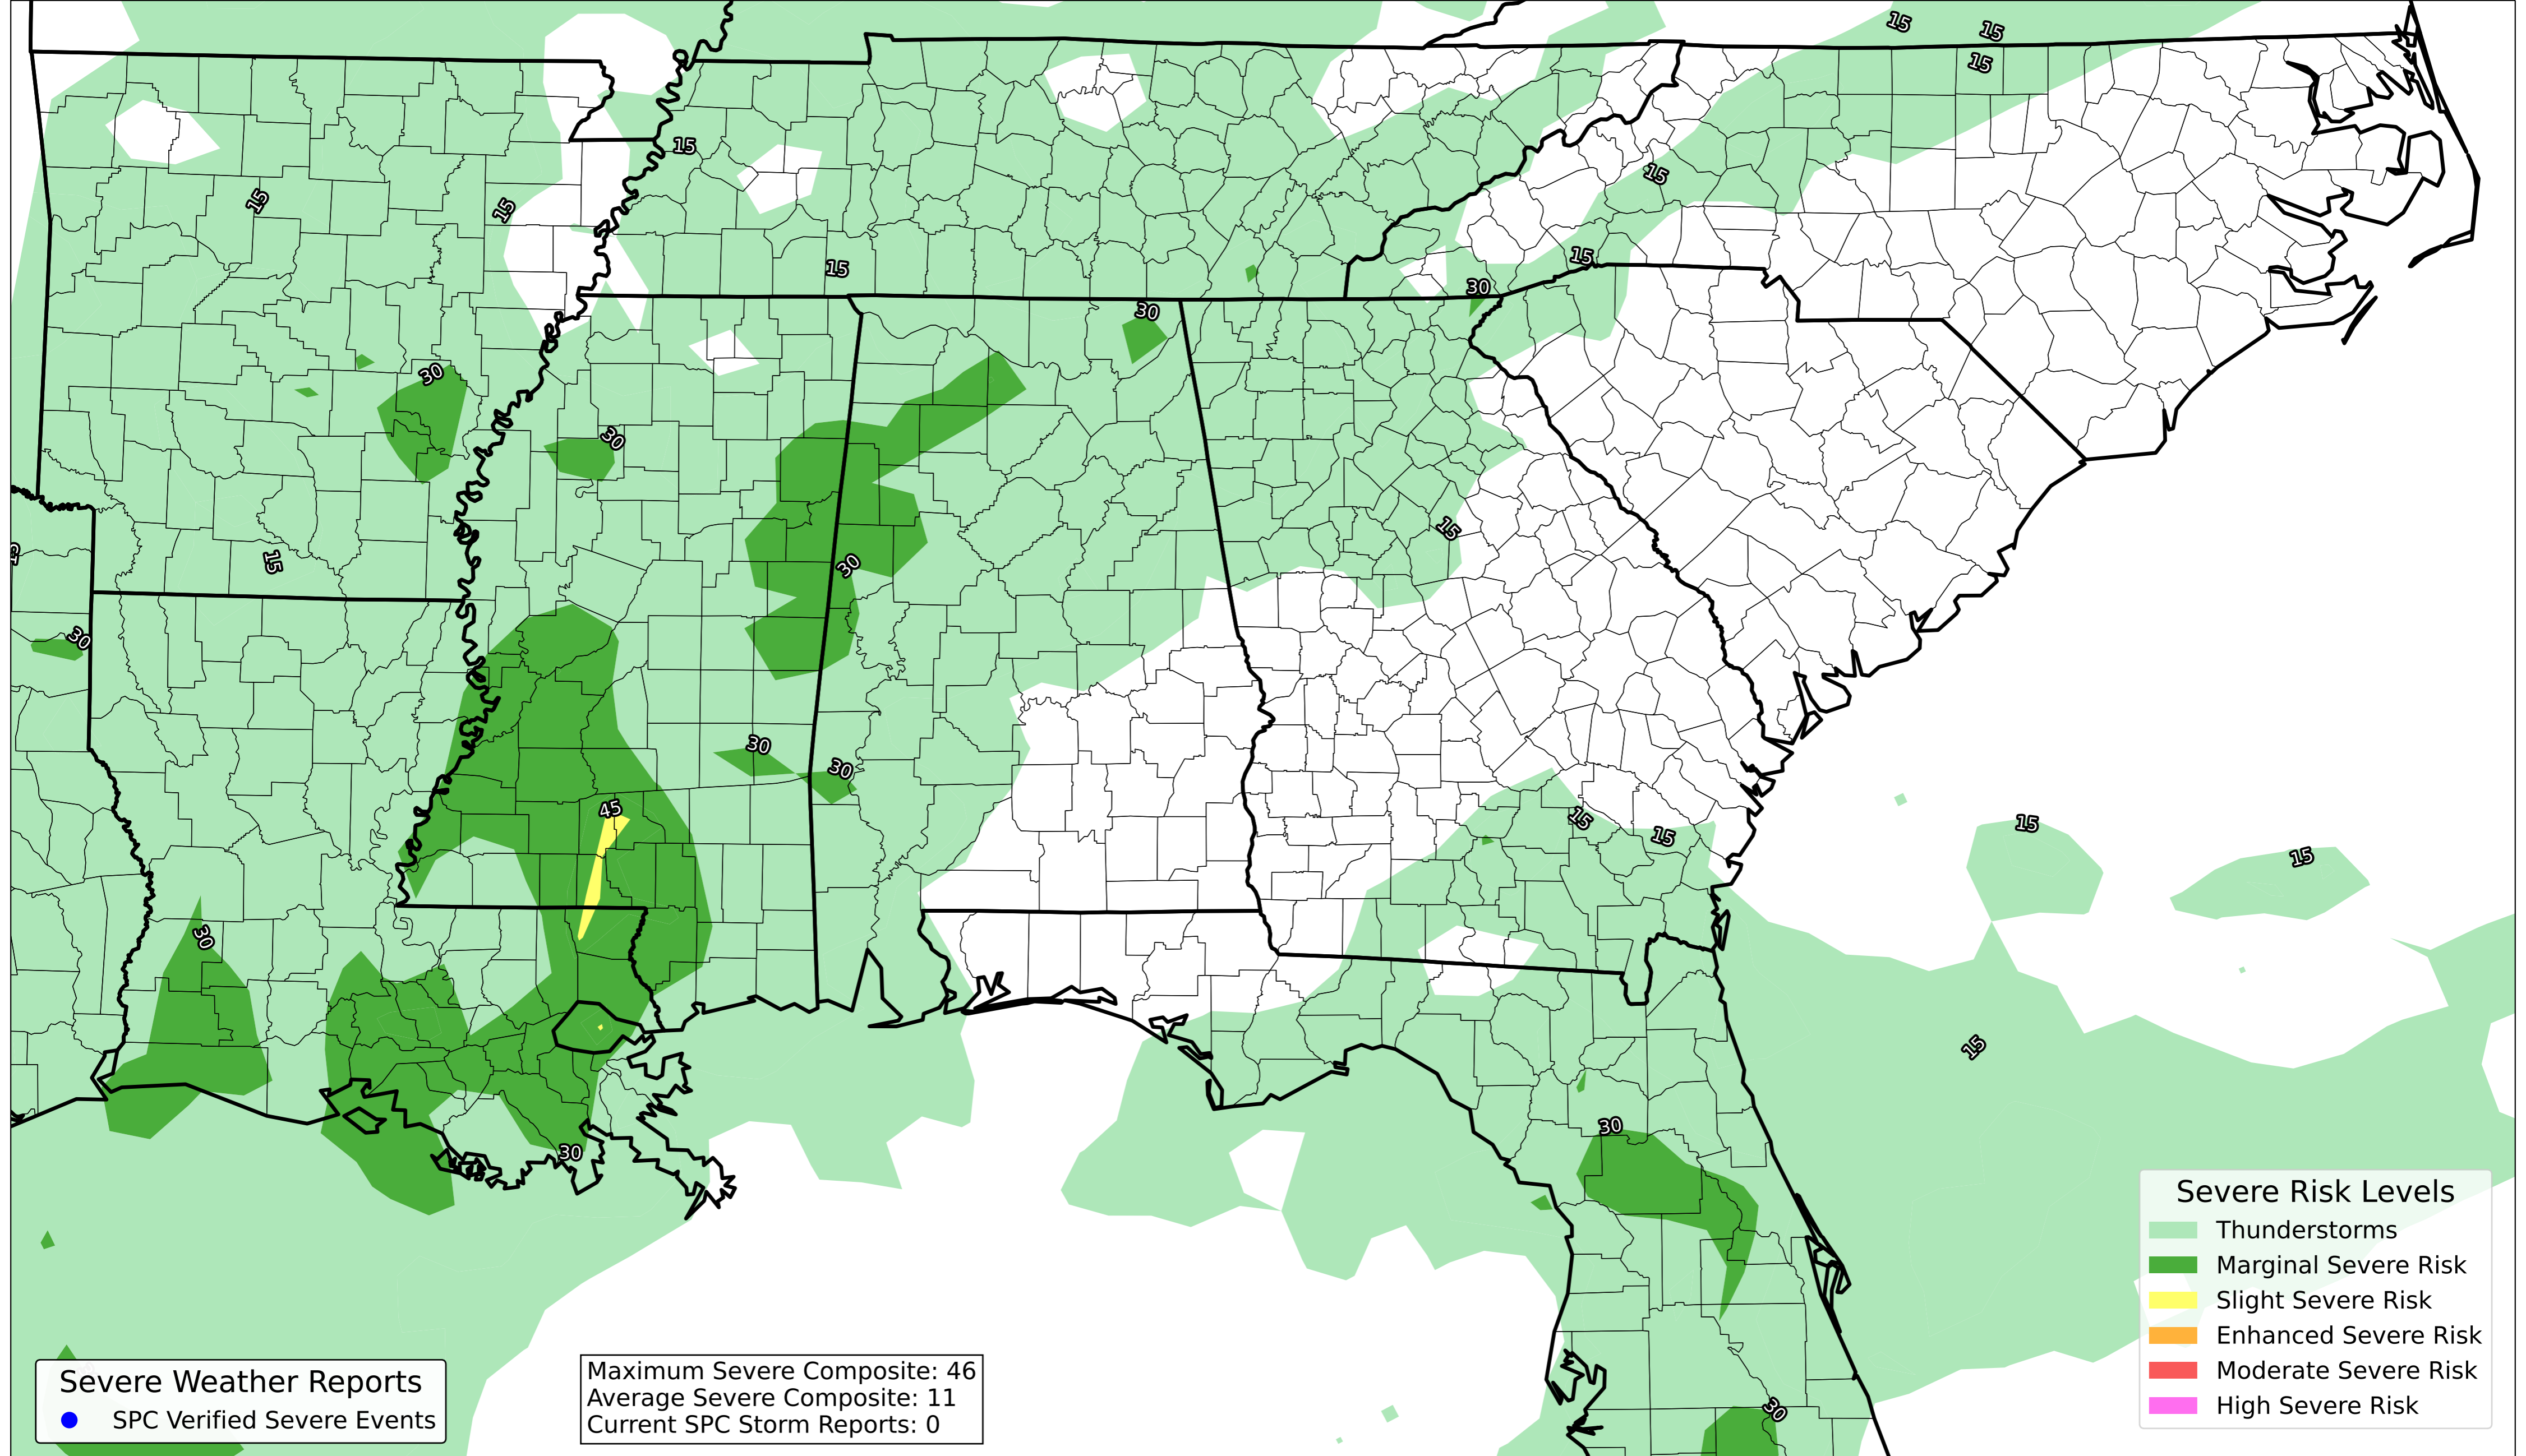 15
15
15
15
15
15
15
15
15
30
30
30
30
15
30
15
30
30
30
45
15
15
15
15
30
15
30
30
30
Severe Risk Levels
Thunderstorms
Marginal Severe Risk
Slight Severe Risk
Enhanced Severe Risk
Moderate Severe Risk
High Severe Risk
Severe Weather Reports
SPC Verified Severe Events
Maximum Severe Composite: 46
Average Severe Composite: 11
Current SPC Storm Reports: 0